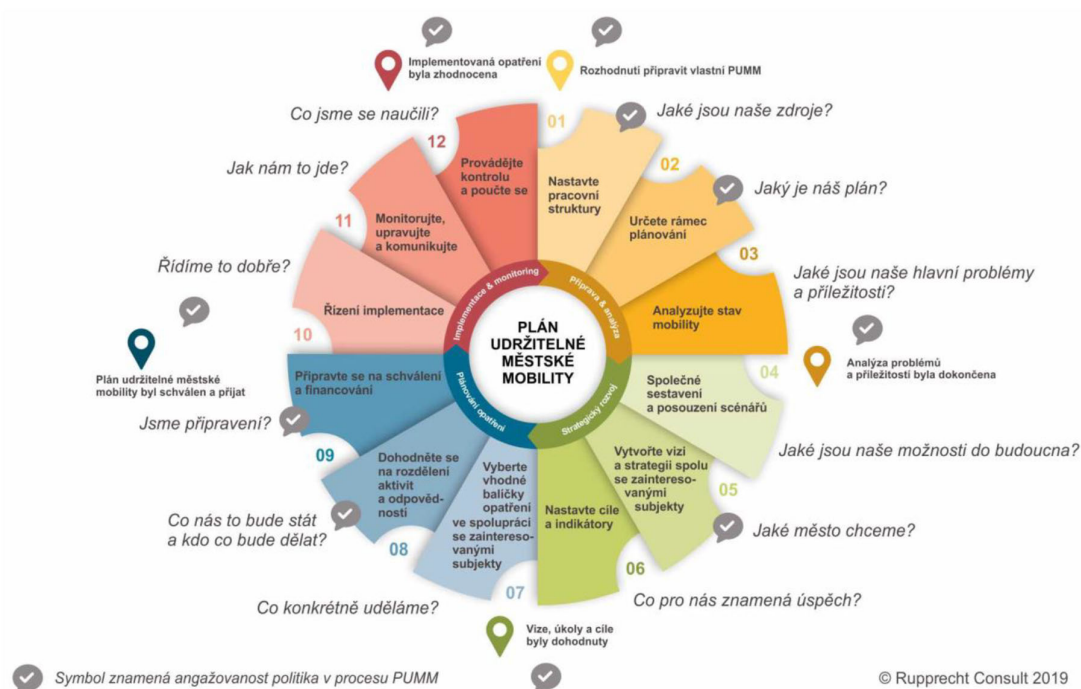 Implementovaná opatření
byla zhodnocena
Rozhodnutí připravit vlastní PUMM
Co jsme se naučili?
Jaké jsou naše zdroje?
01
12
Provádějte
kontrolu
a poučte se
Nastavte
pracovní
struktury
Jak nám to jde?
02
Jaký je náš plán?
11
Monitorujte,
upravujte
a komunikujte
Určete rámec
plánování
03
Řídíme to dobře?
Jaké jsou naše hlavní problémy
a příležitosti?
Implementace & monitoring
Příprava & analýza
10
Řízení implementace
Analyzujte stav
mobility
PLÁN
UDRŽITELNÉ
MĚSTSKÉ
MOBILITY
Plán udržitelné městské
mobility byl schválen a přijat
Analýza problémů
a příležitostí byla dokončena
Plánování opatření
Strategický rozvoj
Připravte se na schválení
a financování
04
Společné
sestavení
a posouzení scénářů
Jsme připravení?
Jaké jsou naše možnosti do budoucna?
09
Dohodněte se
na rozdělení
aktivit
a odpověd-
ností
Vyberte
vhodné
balíčky
opatření
ve spolupráci
se zaintereso-
vanými
subjekty
Nastavte cíle
a indikátory
Vytvořte vizi
a strategii spolu
se zaintereso-
vanými
subjekty
05
Co nás to bude stát
a kdo co bude dělat?
Jaké město chceme?
08
07
06
Co konkrétně uděláme?
Co pro nás znamená úspěch?
Vize, úkoly a cíle
byly dohodnuty
Symbol znamená angažovanost politika v procesu PUMM
© Rupprecht Consult 2019